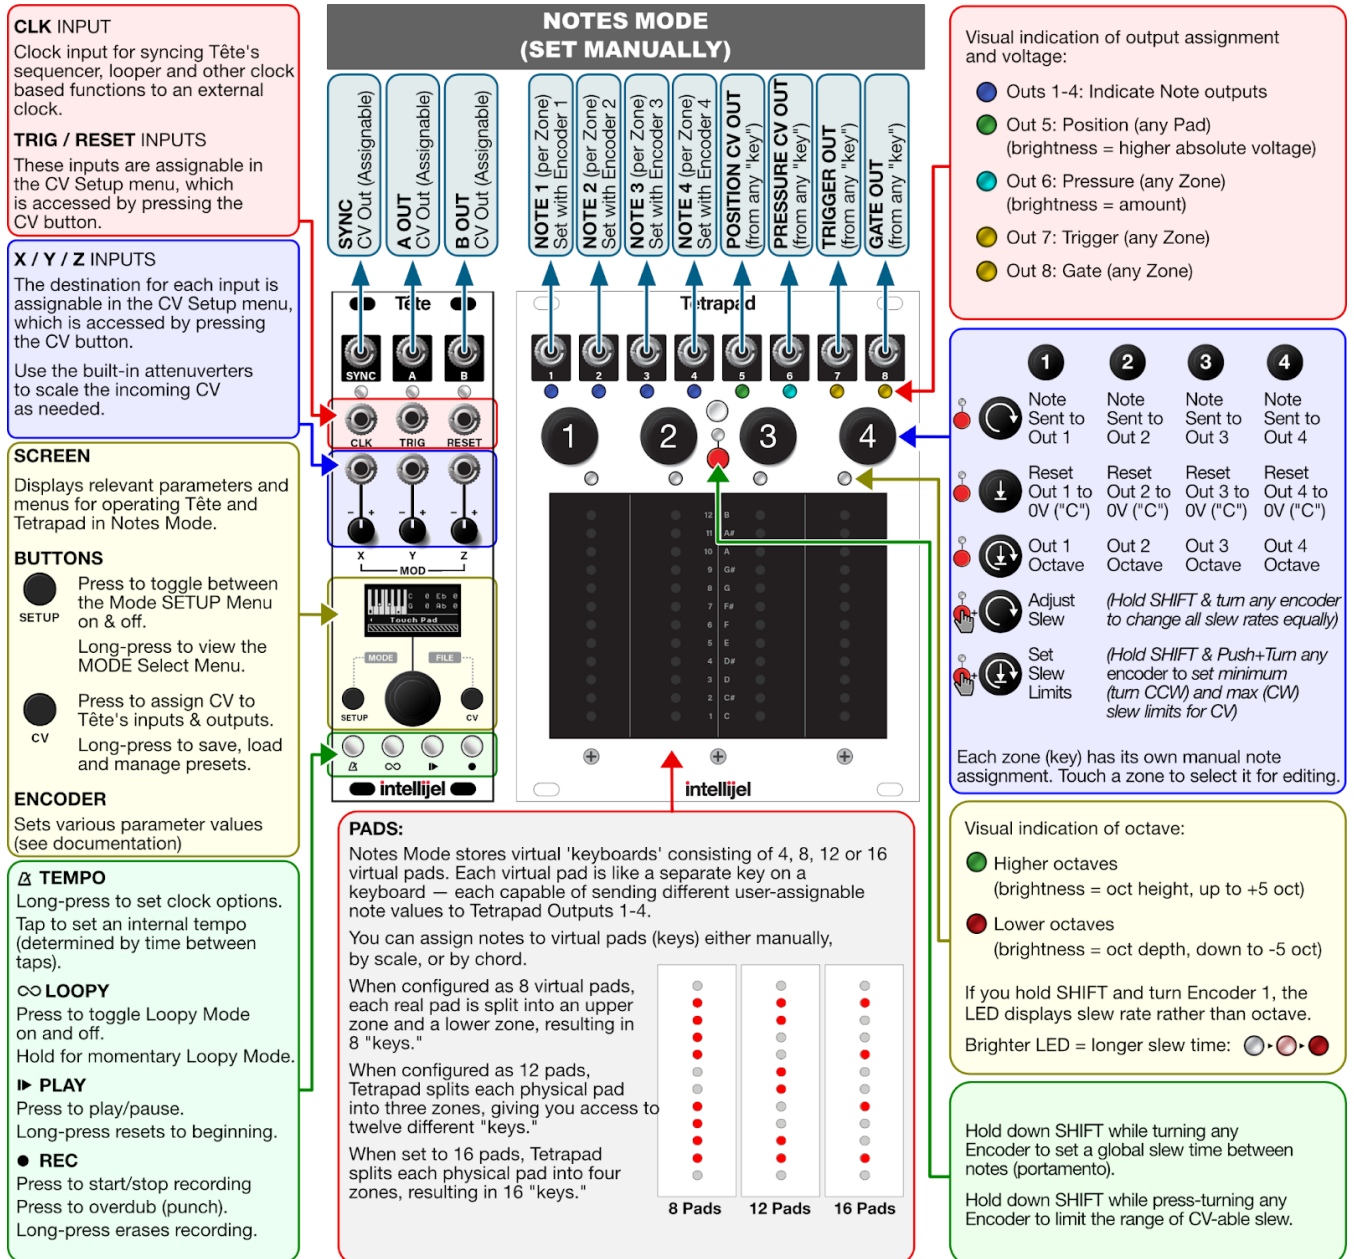 NOTES MODE
(SET MANUALLY)
CLK INPUT
Clock input for syncing Tête's
sequencer, looper and other clock
based functions to an external
clock.
TRIG / RESET INPUTS
These inputs are assignable in
the CV Setup menu, which
is accessed by pressing the
CV button.
X / Y / Z INPUTS
The destination for each input is
assignable in the CV Setup menu,
which is accessed by pressing
the CV button.
Use the built-in attenuverters
to scale the incoming CV
as needed.
SCREEN
Displays relevant parameters and
menus for operating Tête and
Tetrapad in Notes Mode.
BUTTONS
SETUP
Press to toggle between
the Mode SETUP Menu
on & off.
Long-press to view the
MODE Select Menu.
CV
Press to assign CV to
Tête's inputs & outputs.
Long-press to save, load
and manage presets.
ENCODER
Sets various parameter values
(see documentation)
TEMPO
Long-press to set clock options.
Tap to set an internal tempo
(determined by time between
taps).
LOOPY
Press to toggle Loopy Mode
on and off.
Hold for momentary Loopy Mode.
PLAY
Press to play/pause.
Long-press resets to beginning.
REC
Press to start/stop recording
Press to overdub (punch).
Long-press erases recording.
SYNC
CV Out (Assignable)
A OUT
CV Out (Assignable)
B OUT
CV Out (Assignable)
NOTE 1 (per Zone)
Set with Encoder 1
NOTE 2 (per Zone)
Set with Encoder 2
NOTE 3 (per Zone)
Set with Encoder 3
NOTE 4 (per Zone)
Set with Encoder 4
POSITION CV OUT
(from any "key")
PRESSURE CV OUT
(from any "key")
TRIGGER OUT
(from any "key")
GATE OUT
(from any "key")
Tête
SYNC A B
CLK TRIG RESET
- + - + - +
X Y Z
MOD
C 0 Eb 0
G 0 Ab 0
Touch Pad
MODE FILE
SETUP CV
intellijel
Tetrapad
1 2 3 4 5 6 7 8
1 2 3 4
12 B
11 A#
10 A
9 G#
8 G
7 F#
6 F
5 E
4 D#
3 D
2 C#
1 C
intellijel
PADS:
Notes Mode stores virtual 'keyboards' consisting of 4, 8, 12 or 16
virtual pads. Each virtual pad is like a separate key on a
keyboard — each capable of sending different user-assignable
note values to Tetrapad Outputs 1-4.
You can assign notes to virtual pads (keys) either manually,
by scale, or by chord.
When configured as 8 virtual pads,
each real pad is split into an upper
zone and a lower zone, resulting in
8 "keys."
When configured as 12 pads,
Tetrapad splits each physical pad
into three zones, giving you access to
twelve different "keys."
When set to 16 pads, Tetrapad
splits each physical pad into four
zones, resulting in 16 "keys."
8 Pads 12 Pads 16 Pads
Visual indication of output assignment
and voltage:
Outs 1-4: Indicate Note outputs
Out 5: Position (any Pad)
(brightness = higher absolute voltage)
Out 6: Pressure (any Zone)
(brightness = amount)
Out 7: Trigger (any Zone)
Out 8: Gate (any Zone)
1 2 3 4
Note
Sent to
Out 1
Note
Sent to
Out 2
Note
Sent to
Out 3
Note
Sent to
Out 4
Reset
Out 1 to
0V ("C")
Reset
Out 2 to
0V ("C")
Reset
Out 3 to
0V ("C")
Reset
Out 4 to
0V ("C")
Out 1
Octave
Out 2
Octave
Out 3
Octave
Out 4
Octave
+
Adjust
Slew
(Hold SHIFT & turn any encoder
to change all slew rates equally)
+
Set
Slew
Limits
(Hold SHIFT & Push+Turn any
encoder to set minimum
(turn CCW) and max (CW)
slew limits for CV)
Each zone (key) has its own manual note
assignment. Touch a zone to select it for editing.
Visual indication of octave:
Higher octaves
(brightness = oct height, up to +5 oct)
Lower octaves
(brightness = oct depth, down to -5 oct)
If you hold SHIFT and turn Encoder 1, the
LED displays slew rate rather than octave.
Brighter LED = longer slew time:
Hold down SHIFT while turning any
Encoder to set a global slew time between
notes (portamento).
Hold down SHIFT while press-turning any
Encoder to limit the range of CV-able slew.